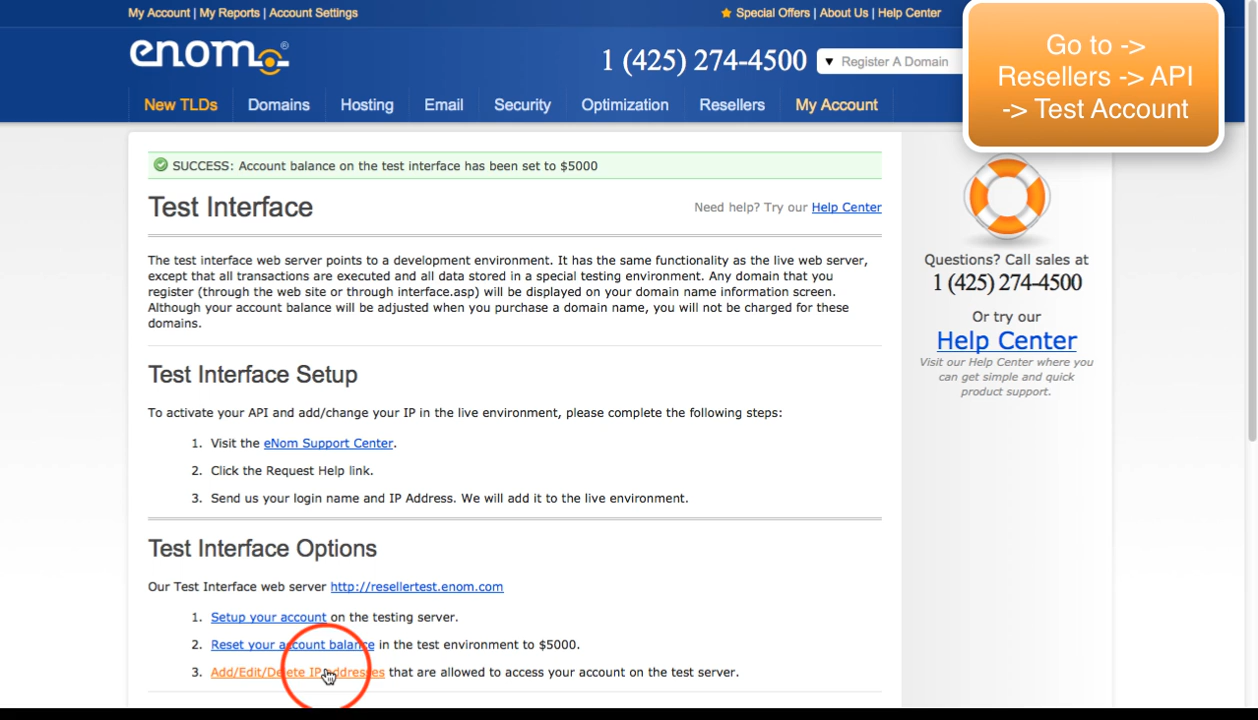 My Account | My Reports | Account Settings
Special Offers | About Us | Help Center
enom®
1 (425) 274-4500
Register A Domain
Go to ->
Resellers -> API
-> Test Account
New TLDs Domains Hosting Email Security Optimization Resellers My Account
SUCCESS: Account balance on the test interface has been set to $5000
Test Interface
Need help? Try our Help Center
The test interface web server points to a development environment. It has the same functionality as the live web server,
except that all transactions are executed and all data stored in a special testing environment. Any domain that you
register (through the web site or through interface.asp) will be displayed on your domain name information screen.
Although your account balance will be adjusted when you purchase a domain name, you will not be charged for these
domains.
Test Interface Setup
To activate your API and add/change your IP in the live environment, please complete the following steps:
1. Visit the eNom Support Center.
2. Click the Request Help link.
3. Send us your login name and IP Address. We will add it to the live environment.
Test Interface Options
Our Test Interface web server http://resellertest.enom.com
1. Setup your account on the testing server.
2. Reset your account balance in the test environment to $5000.
3. Add/Edit/Delete IP addresses that are allowed to access your account on the test server.
Questions? Call sales at
1 (425) 274-4500
Or try our
Help Center
Visit our Help Center where you
can get simple and quick
product support.